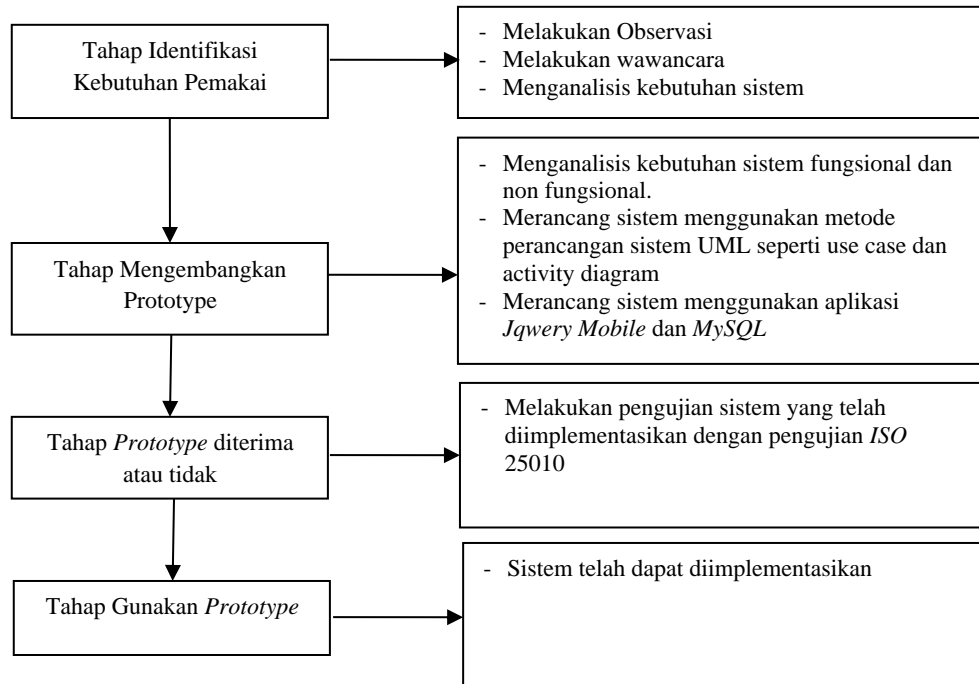 Tahap Identifikasi
Kebutuhan Pemakai
- Melakukan Observasi
- Melakukan wawancara
- Menganalisis kebutuhan sistem
Tahap Mengembangkan
Prototype
- Menganalisis kebutuhan sistem fungsional dan
non fungsional.
- Merancang sistem menggunakan metode
perancangan sistem UML seperti use case dan
activity diagram
- Merancang sistem menggunakan aplikasi
Jqwery Mobile dan MySQL
Tahap Prototype diterima
atau tidak
- Melakukan pengujian sistem yang telah
diimplementasikan dengan pengujian ISO
25010
Tahap Gunakan Prototype
- Sistem telah dapat diimplementasikan